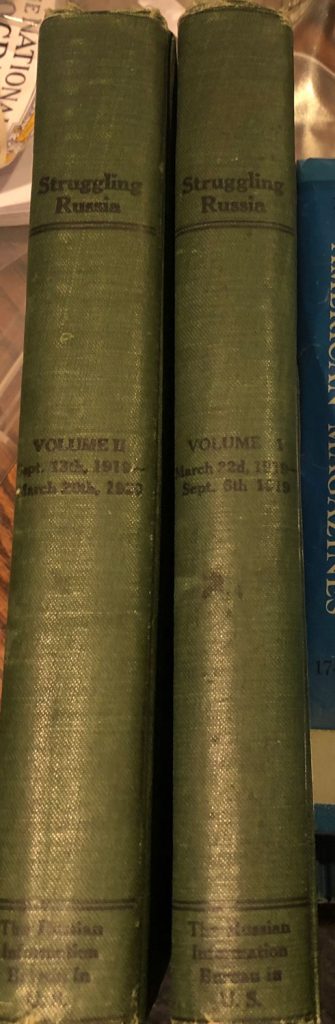 Struggling
Russia
VOLUME II
Sept. 13th, 1919–
March 20th, 1920
The Russian
Information
Bureau in
U. S.
Struggling
Russia
VOLUME I
March 22d, 1919–
Sept. 6th 1919
The Russian
Information
Bureau in
U. S.
MAGAZINES